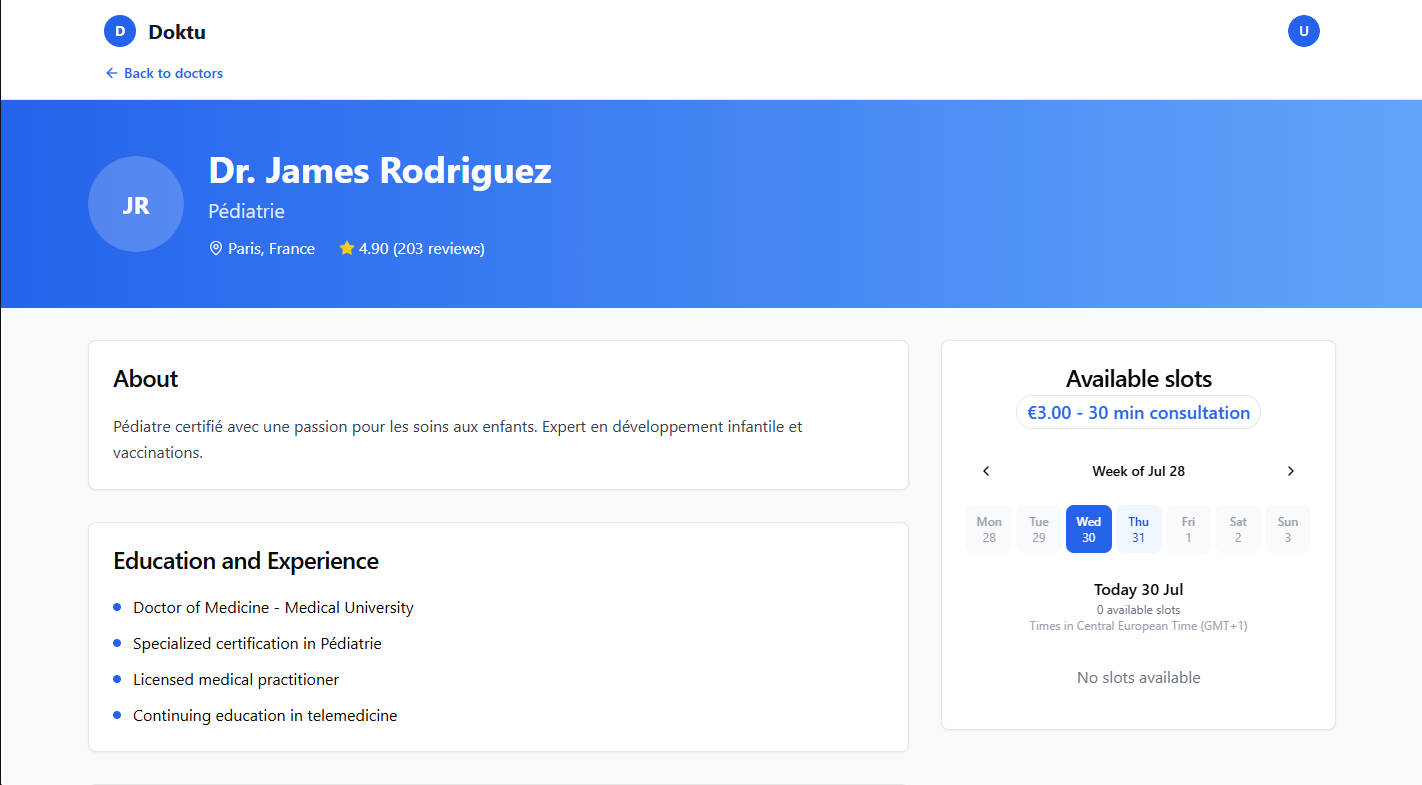 D Doktu
U
← Back to doctors
JR
Dr. James Rodriguez
Pédiatrie
Paris, France ⭐ 4.90 (203 reviews)
About
Pédiatre certifié avec une passion pour les soins aux enfants. Expert en développement infantile et
vaccinations.
Education and Experience
Doctor of Medicine - Medical University
Specialized certification in Pédiatrie
Licensed medical practitioner
Continuing education in telemedicine
Available slots
€3.00 - 30 min consultation
Week of Jul 28
Mon Tue Wed Thu Fri Sat Sun
28 29 30 31 1 2 3
Today 30 Jul
0 available slots
Times in Central European Time (GMT+1)
No slots available